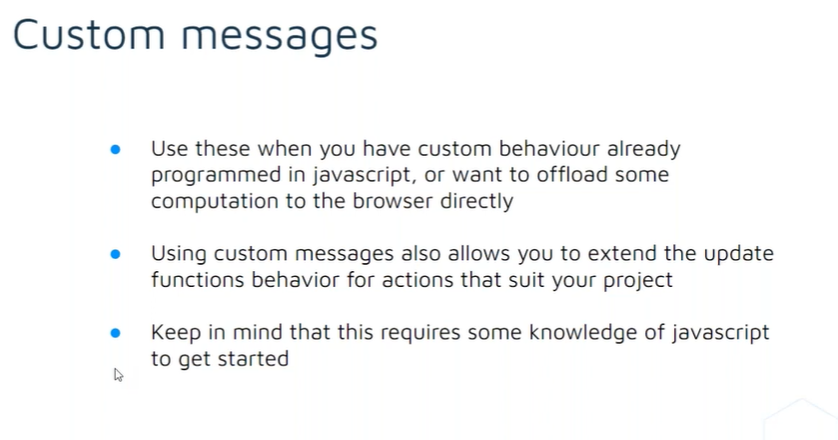 Custom messages
Use these when you have custom behaviour already
programmed in javascript, or want to offload some
computation to the browser directly
Using custom messages also allows you to extend the update
functions behavior for actions that suit your project
Keep in mind that this requires some knowledge of javascript
to get started